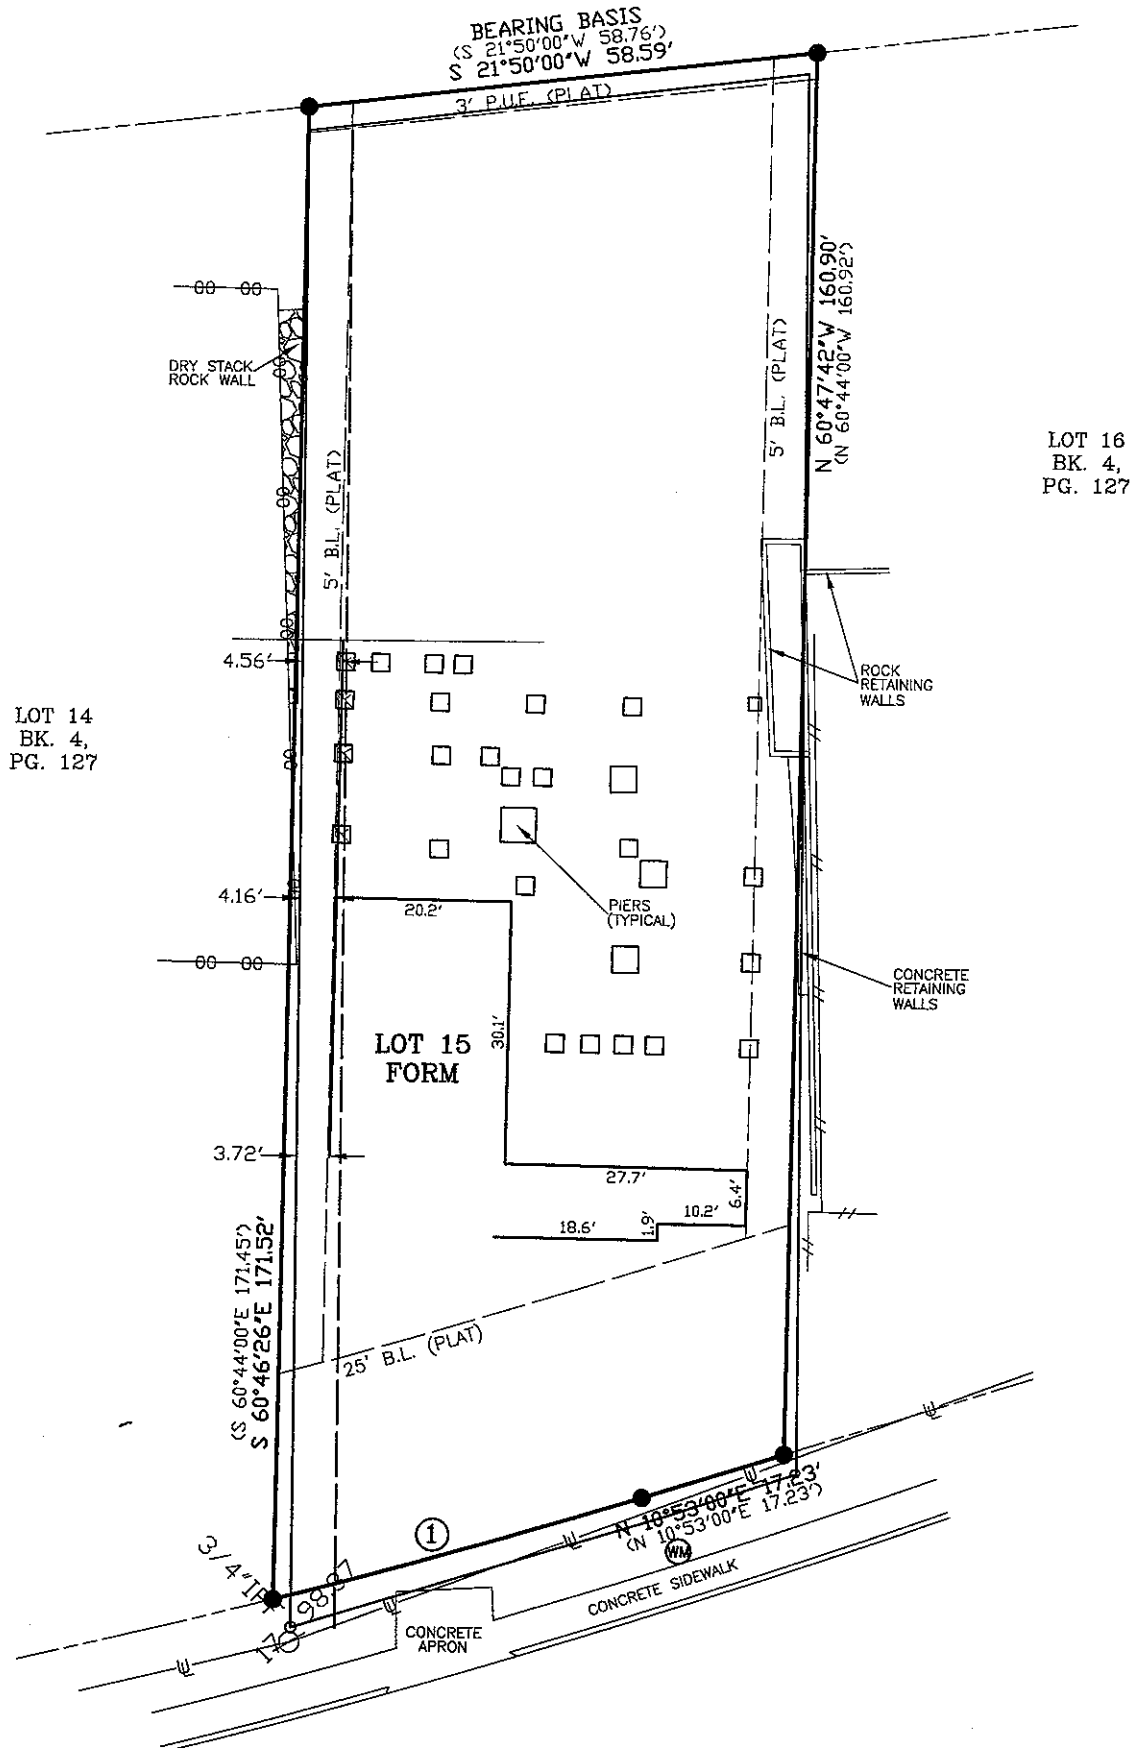 BEARING BASIS
(S 21°50'00"W 58.76')
S 21°50'00"W 58.59'
3' P.U.E. (PLAT)
N 60°47'42"W 160.90'
(N 60°44'00"W 160.92')
5' B.L. (PLAT)
DRY STACK
ROCK WALL
5' B.L. (PLAT)
LOT 16
BK. 4,
PG. 127
4.56'
ROCK
RETAINING
WALLS
LOT 14
BK. 4,
PG. 127
4.16'
20.2'
PIERS
(TYPICAL)
CONCRETE
RETAINING
WALLS
30.1'
LOT 15
FORM
3.72'
27.7'
6.4'
10.2'
1.9'
18.6'
(S 60°44'00"E 171.45')
S 60°46'26"E 171.52'
25' B.L. (PLAT)
N 10°53'00"E 17.23'
(N 10°53'00"E 17.23')
1
WM
3/4"
CONCRETE SIDEWALK
CONCRETE
APRON